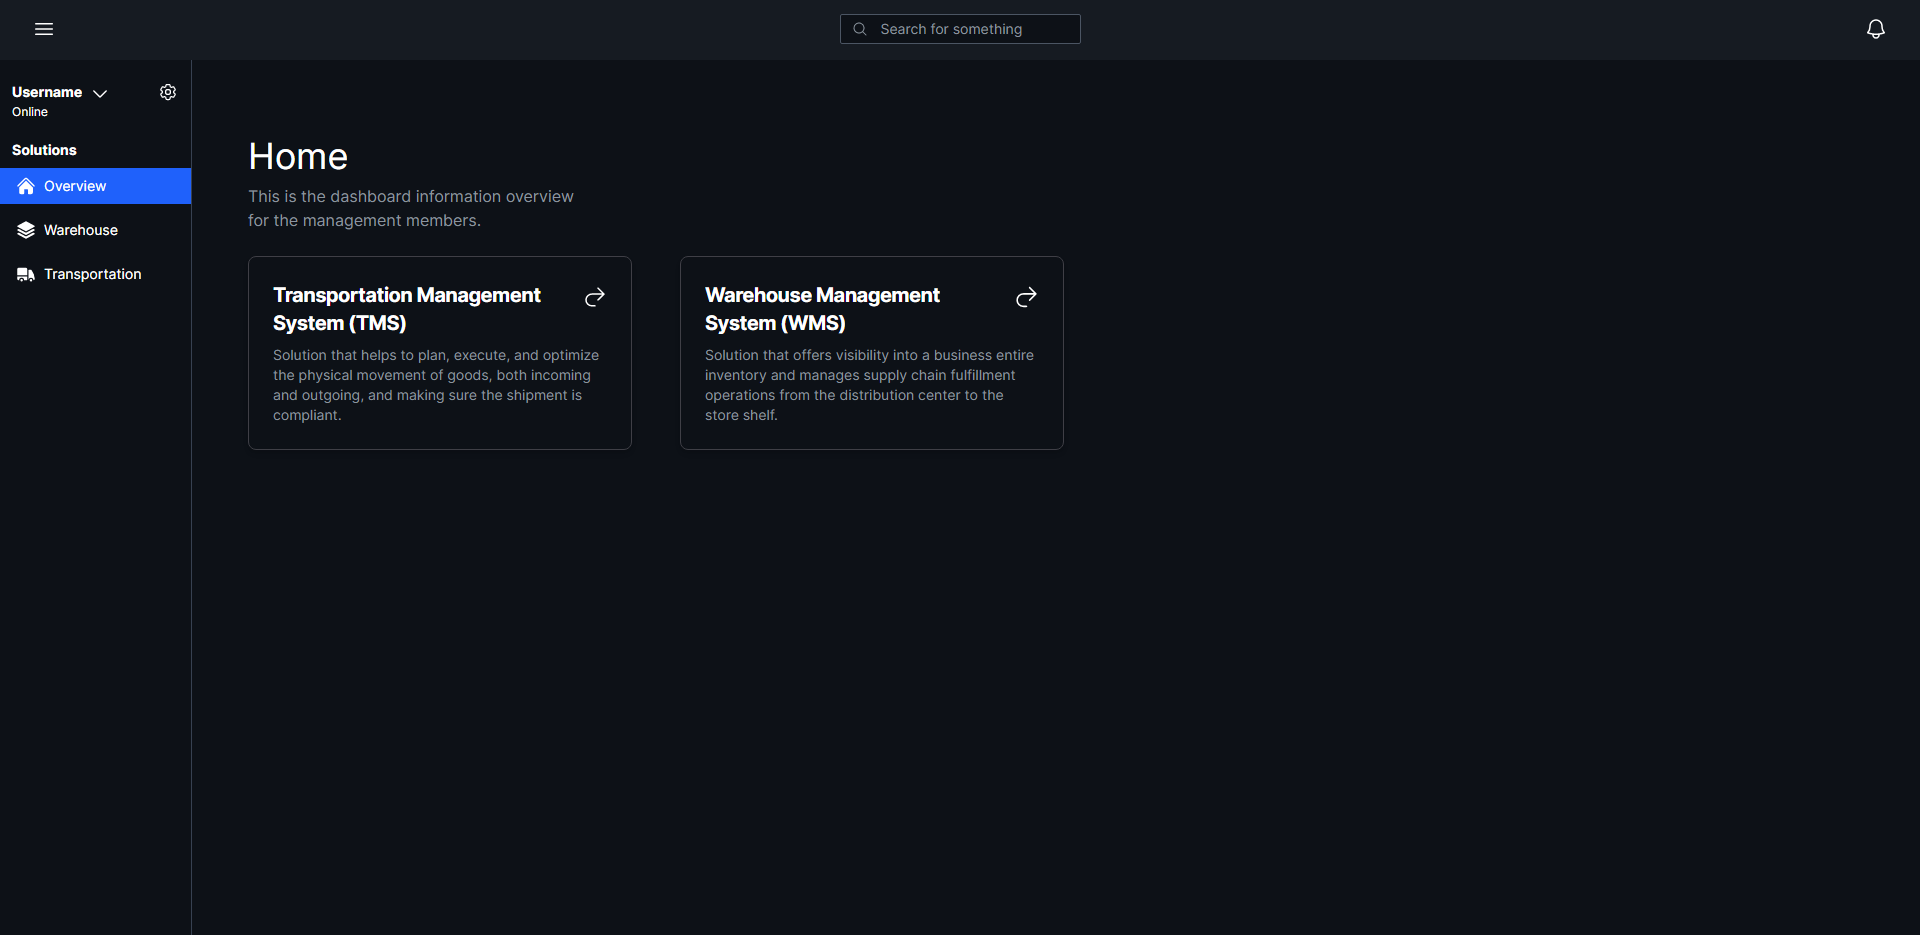 Search for something
Username
Online
Solutions
Overview
Warehouse
Transportation
Home
This is the dashboard information overview
for the management members.
Transportation Management
System (TMS)
Solution that helps to plan, execute, and optimize
the physical movement of goods, both incoming
and outgoing, and making sure the shipment is
compliant.
Warehouse Management
System (WMS)
Solution that offers visibility into a business entire
inventory and manages supply chain fulfillment
operations from the distribution center to the
store shelf.